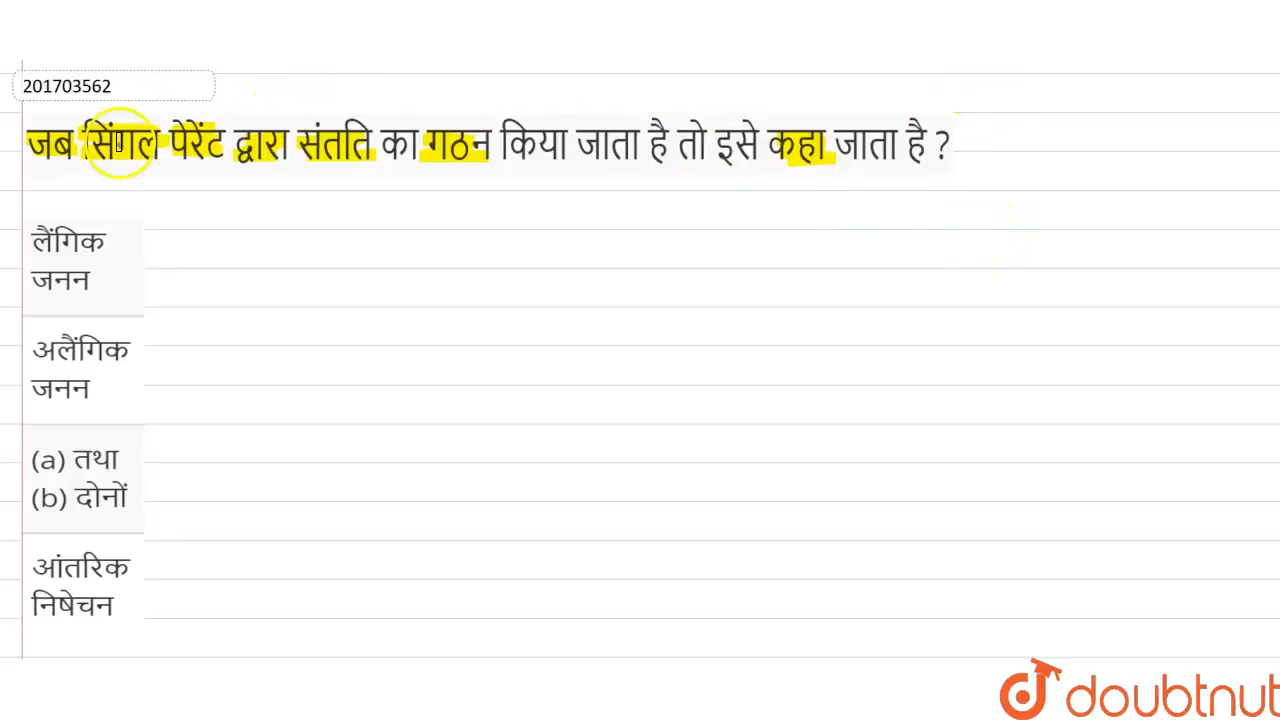 201703562
जब सिंगल पेरेंट द्वारा संतति का गठन किया जाता है तो इसे कहा जाता है ?
लैंगिक
जनन
अलैंगिक
जनन
(a) तथा
(b) दोनों
आंतरिक
निषेचन
doubtnut